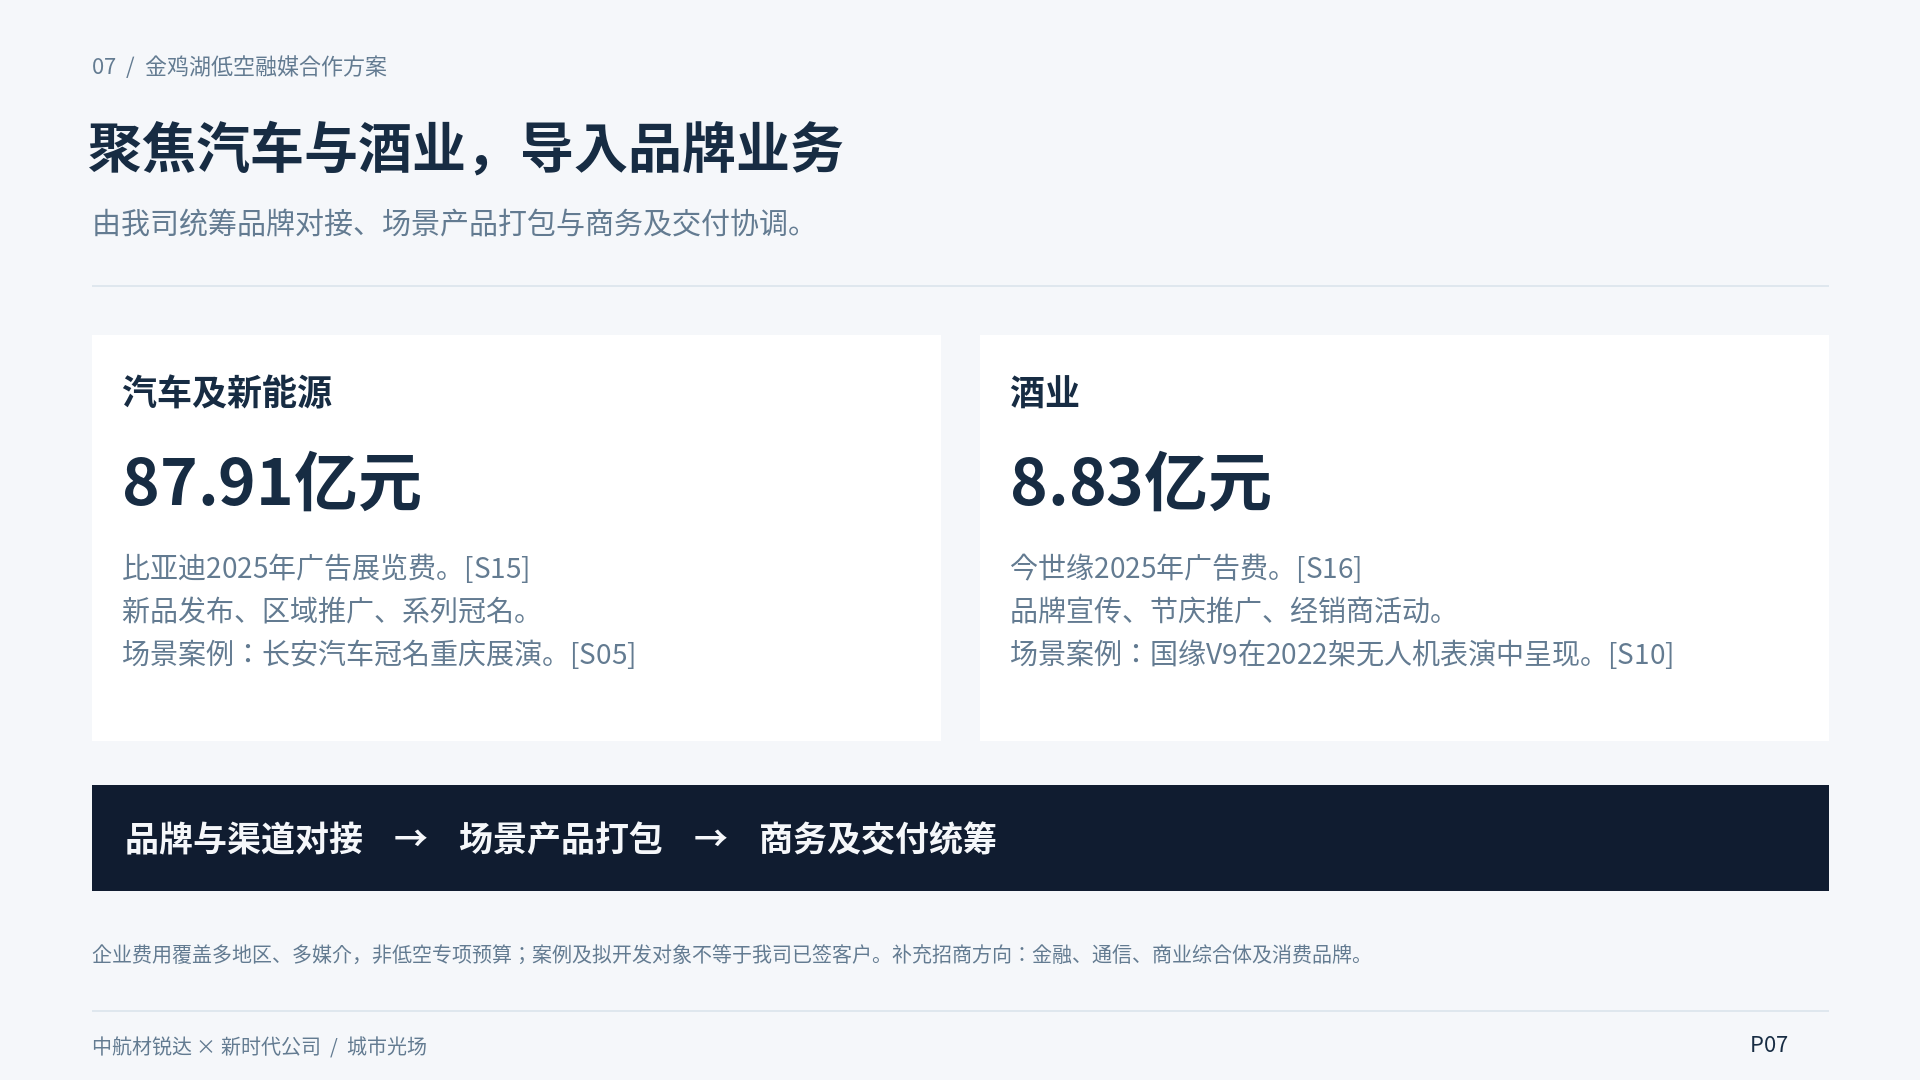 07 / 金鸡湖低空融媒合作方案
聚焦汽车与酒业，导入品牌业务
由我司统筹品牌对接、场景产品打包与商务及交付协调。
汽车及新能源
87.91亿元
比亚迪2025年广告展览费。[S15]
新品发布、区域推广、系列冠名。
场景案例：长安汽车冠名重庆展演。[S05]
酒业
8.83亿元
今世缘2025年广告费。[S16]
品牌宣传、节庆推广、经销商活动。
场景案例：国缘V9在2022架无人机表演中呈现。[S10]
品牌与渠道对接 → 场景产品打包 → 商务及交付统筹
企业费用覆盖多地区、多媒介，非低空专项预算；案例及拟开发对象不等于我司已签客户。补充招商方向：金融、通信、商业综合体及消费品牌。
中航材锐达 × 新时代公司 / 城市光场
P07